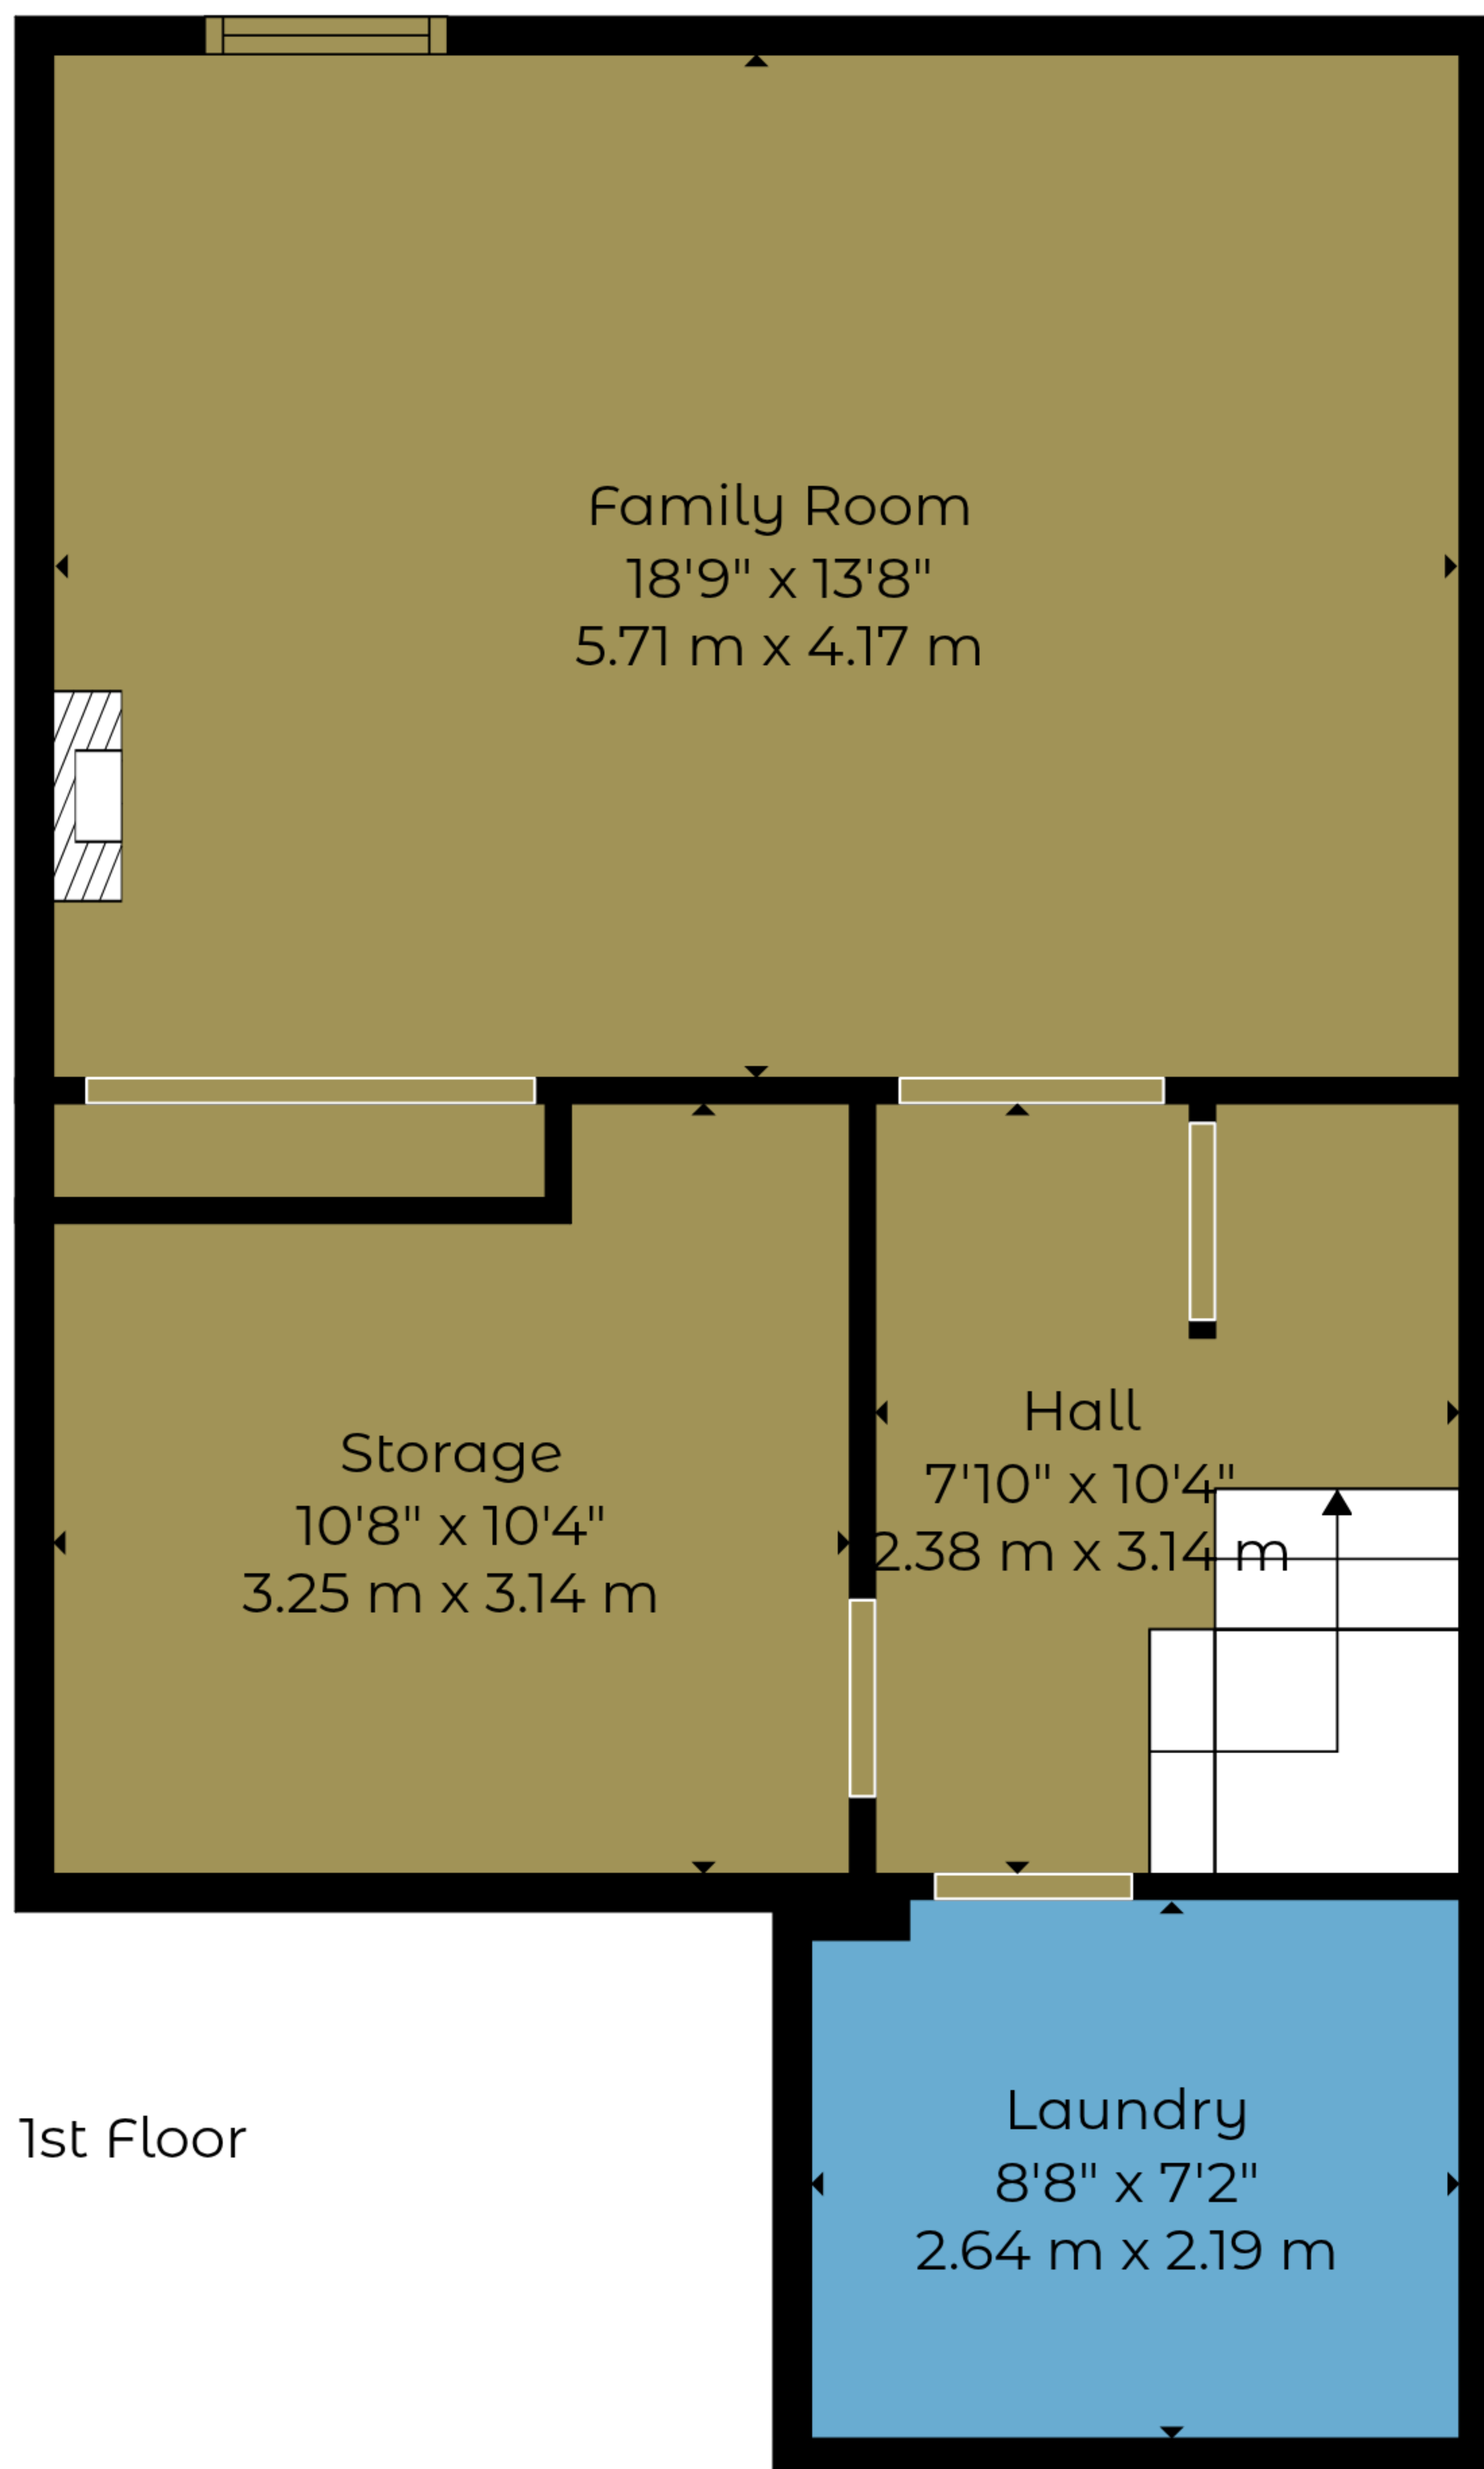 Family Room
18'9" x 13'8"
5.71 m x 4.17 m
Hall
7'10" x 10'4"
2.38 m x 3.14 m
Storage
10'8" x 10'4"
3.25 m x 3.14 m
Laundry
8'8" x 7'2"
2.64 m x 2.19 m
1st Floor